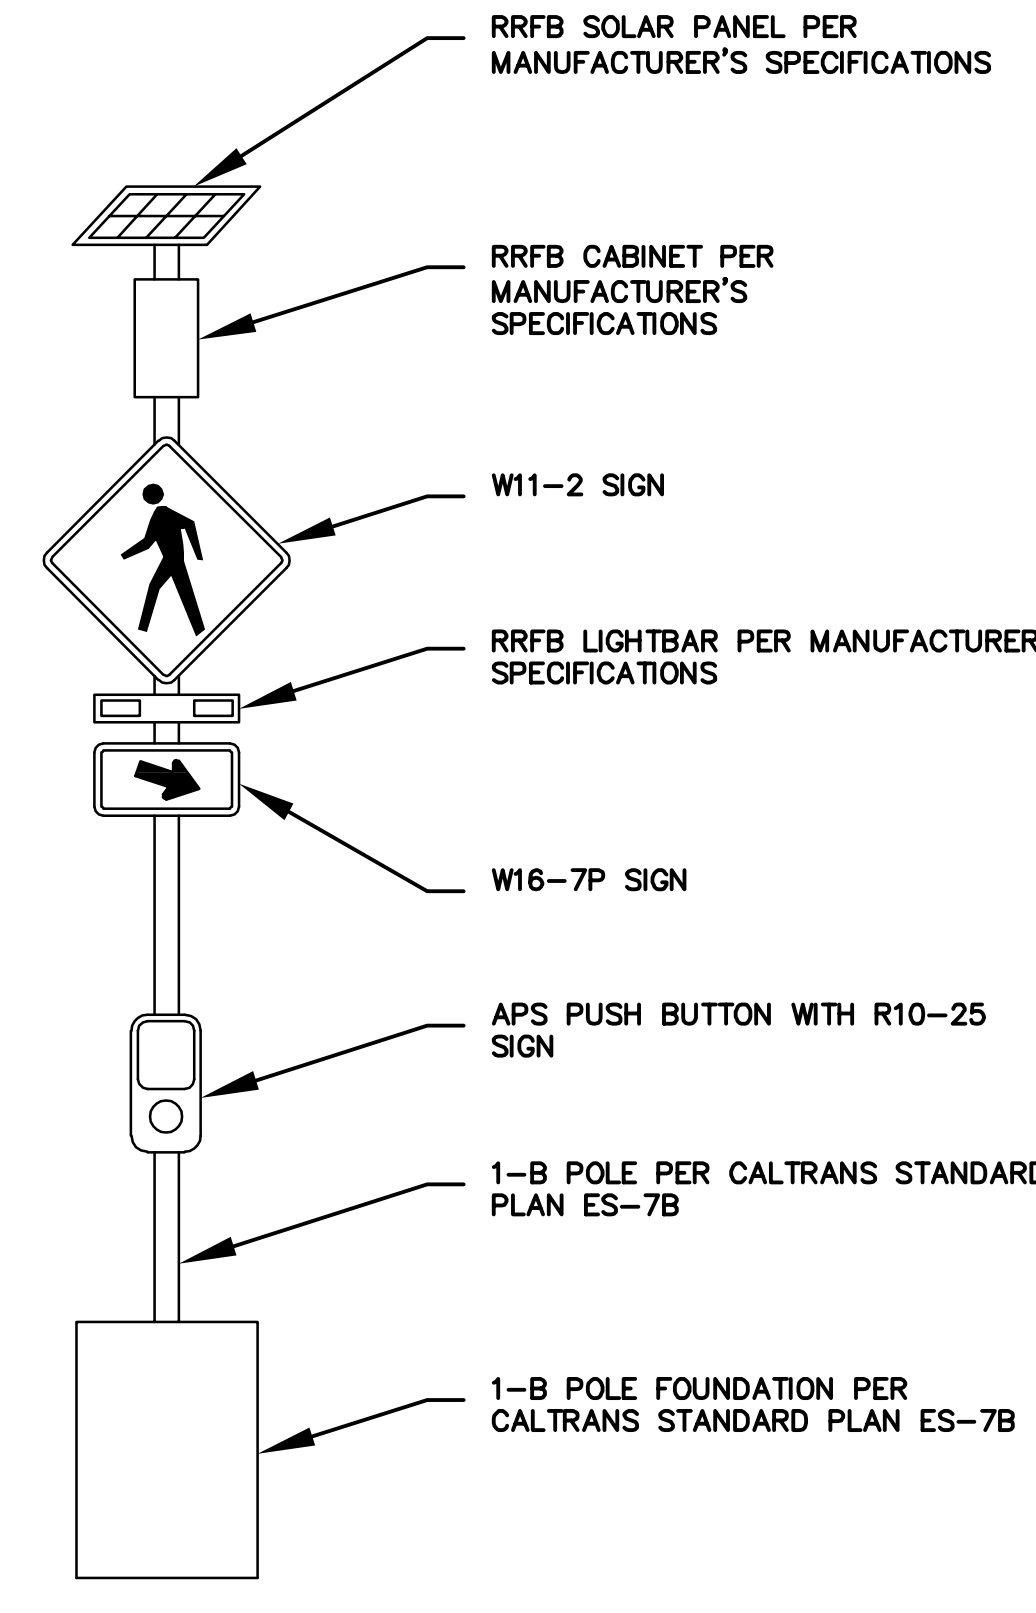 RRFB SOLAR PANEL PER
MANUFACTURER'S SPECIFICATIONS
RRFB CABINET PER
MANUFACTURER'S
SPECIFICATIONS
W11-2 SIGN
RRFB LIGHTBAR PER MANUFACTURER
SPECIFICATIONS
W16-7P SIGN
APS PUSH BUTTON WITH R10-25
SIGN
1-B POLE PER CALTRANS STANDARD
PLAN ES-7B
1-B POLE FOUNDATION PER
CALTRANS STANDARD PLAN ES-7B